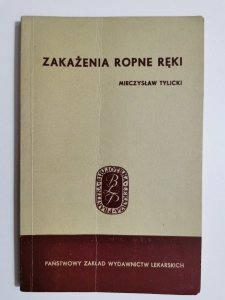 ZAKAŻENIA ROPNE RĘKI
MIECZYSŁAW TYLICKI
PAŃSTWOWY ZAKŁAD WYDAWNICTW LEKARSKICH